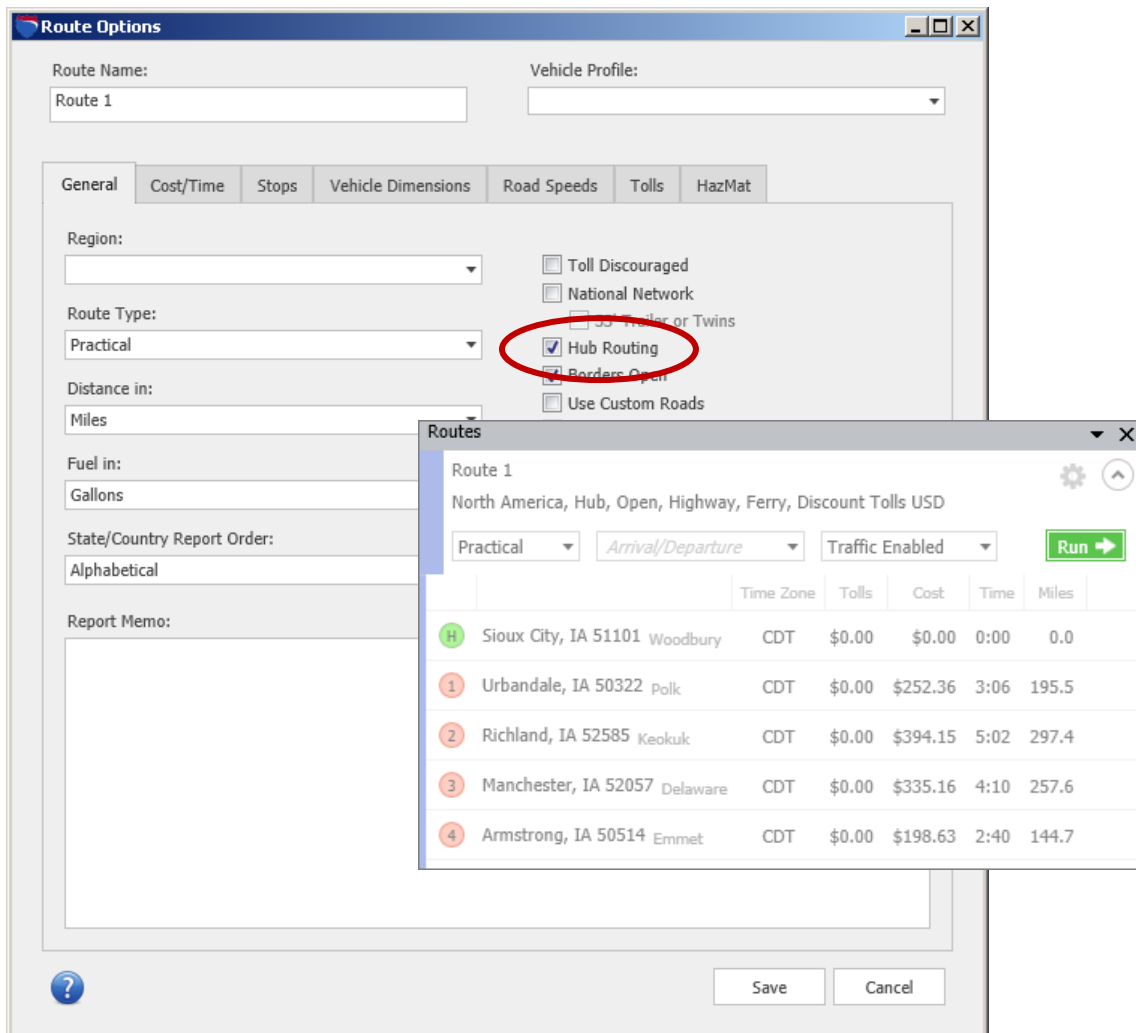 Route Options
Route Name:
Vehicle Profile:
Route 1
General Cost/Time Stops Vehicle Dimensions Road Speeds Tolls HazMat
Region:
Route Type:
Practical
Distance in:
Miles
Fuel in:
Gallons
State/Country Report Order:
Alphabetical
Report Memo:
Toll Discouraged
National Network
53' Trailer or Twins
Hub Routing
Borders Open
Use Custom Roads
Routes
Route 1
North America, Hub, Open, Highway, Ferry, Discount Tolls USD
Practical Arrival/Departure Traffic Enabled Run
Time Zone Tolls Cost Time Miles
H Sioux City, IA 51101 Woodbury CDT $0.00 $0.00 0:00 0.0
1 Urbandale, IA 50322 Polk CDT $0.00 $252.36 3:06 195.5
2 Richland, IA 52585 Keokuk CDT $0.00 $394.15 5:02 297.4
3 Manchester, IA 52057 Delaware CDT $0.00 $335.16 4:10 257.6
4 Armstrong, IA 50514 Emmet CDT $0.00 $198.63 2:40 144.7
?
Save Cancel